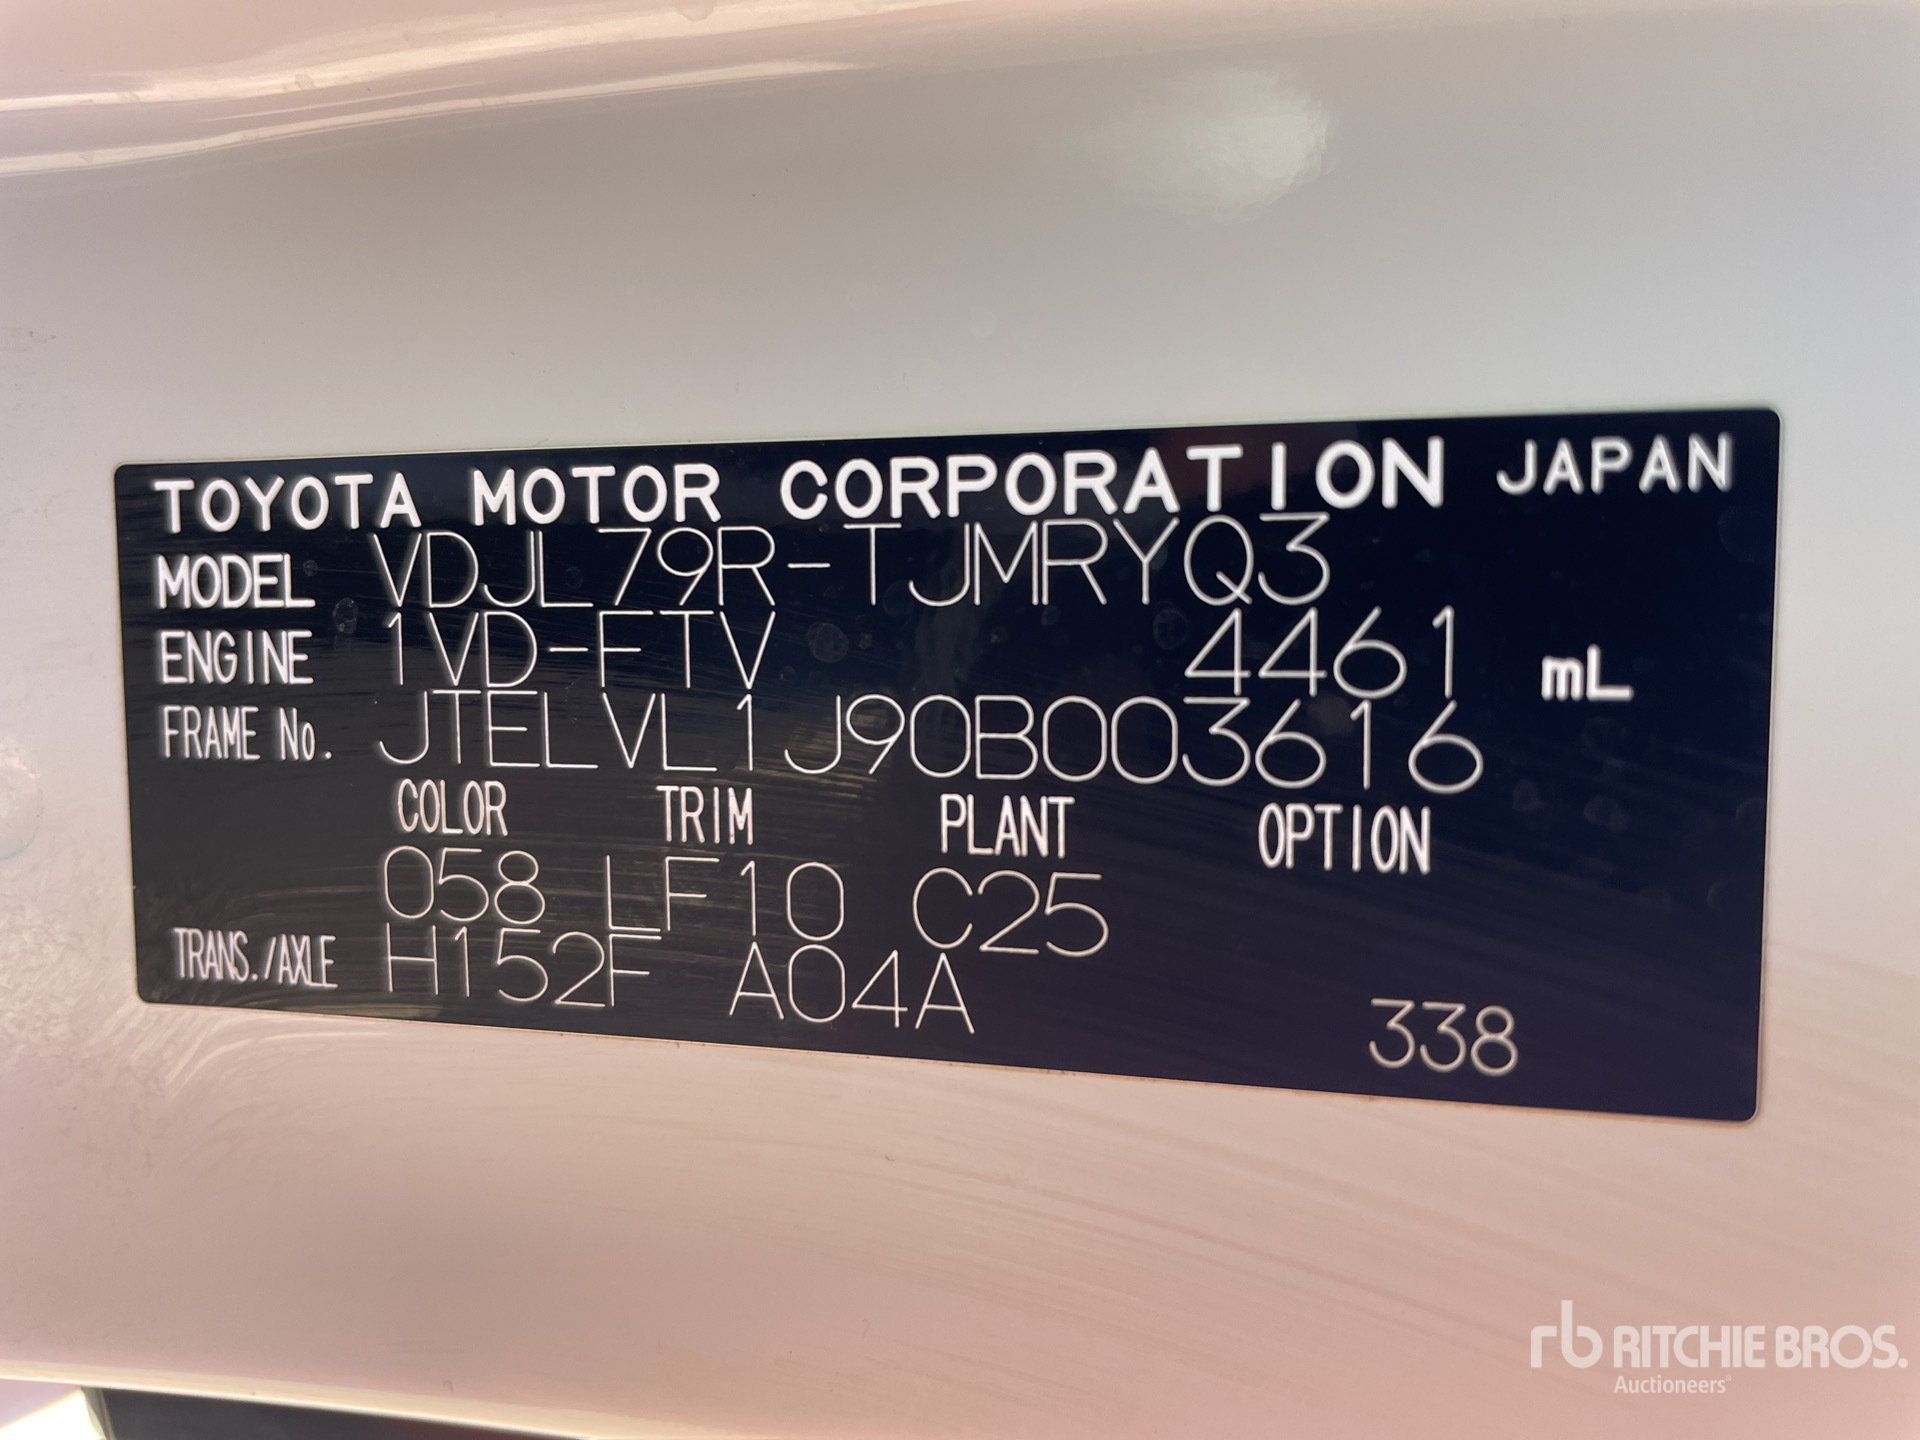 TOYOTA MOTOR CORPORATION JAPAN
MODEL VDJL79R-TJMRYQ3
ENGINE 1VD-FTV 4461 mL
FRAME No. JTELVL1J90B003616
COLOR TRIM PLANT OPTION
058 LF10 C25
TRANS./AXLE H152F A04A
338
rb RITCHIE BROS.
Auctioneers